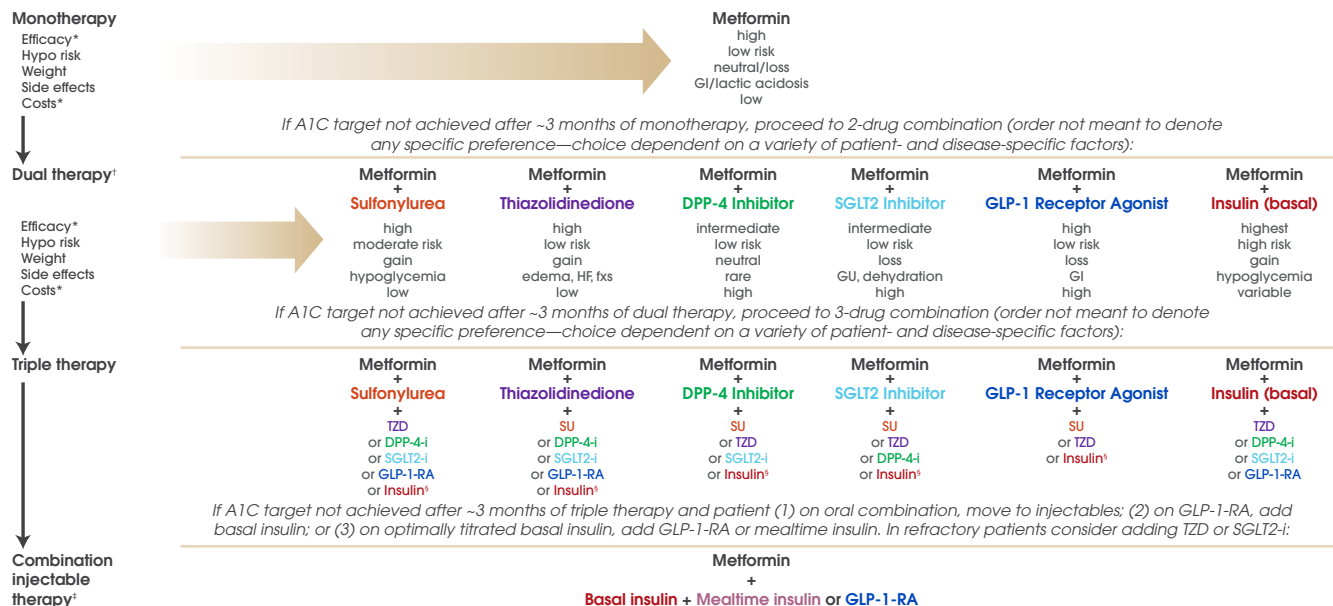 Monotherapy
Metformin
Efficacy*
high
Hypo risk
low risk
Weight
neutral/loss
Side effects
GI/lactic acidosis
Costs*
low
If A1C target not achieved after ~3 months of monotherapy, proceed to 2-drug combination (order not meant to denote
any specific preference—choice dependent on a variety of patient- and disease-specific factors):
Dual therapy†
Metformin Metformin Metformin Metformin Metformin Metformin
+ + + + + +
Sulfonylurea Thiazolidinedione DPP-4 Inhibitor SGLT2 Inhibitor GLP-1 Receptor Agonist Insulin (basal)
Efficacy* high high intermediate intermediate high highest
Hypo risk moderate risk low risk low risk low risk low risk high risk
Weight gain gain neutral loss loss gain
Side effects hypoglycemia edema, HF, fxs rare GU, dehydration GI hypoglycemia
Costs* low low high high high variable
If A1C target not achieved after ~3 months of dual therapy, proceed to 3-drug combination (order not meant to denote
any specific preference—choice dependent on a variety of patient- and disease-specific factors):
Triple therapy
Metformin Metformin Metformin Metformin Metformin Metformin
+ + + + + +
Sulfonylurea Thiazolidinedione DPP-4 Inhibitor SGLT2 Inhibitor GLP-1 Receptor Agonist Insulin (basal)
+ + + + + +
TZD SU SU SU SU TZD
or DPP-4-i or DPP-4-i or TZD or TZD or TZD or DPP-4-i
or SGLT2-i or SGLT2-i or SGLT2-i or DPP-4-i or Insulin§ or SGLT2-i
or GLP-1-RA or GLP-1-RA or Insulin§ or Insulin§ or GLP-1-RA
or Insulin§ or Insulin§
If A1C target not achieved after ~3 months of triple therapy and patient (1) on oral combination, move to injectables; (2) on GLP-1-RA, add
basal insulin; or (3) on optimally titrated basal insulin, add GLP-1-RA or mealtime insulin. In refractory patients consider adding TZD or SGLT2-i:
Combination
injectable
therapy‡
Metformin
+
Basal insulin + Mealtime insulin or GLP-1-RA